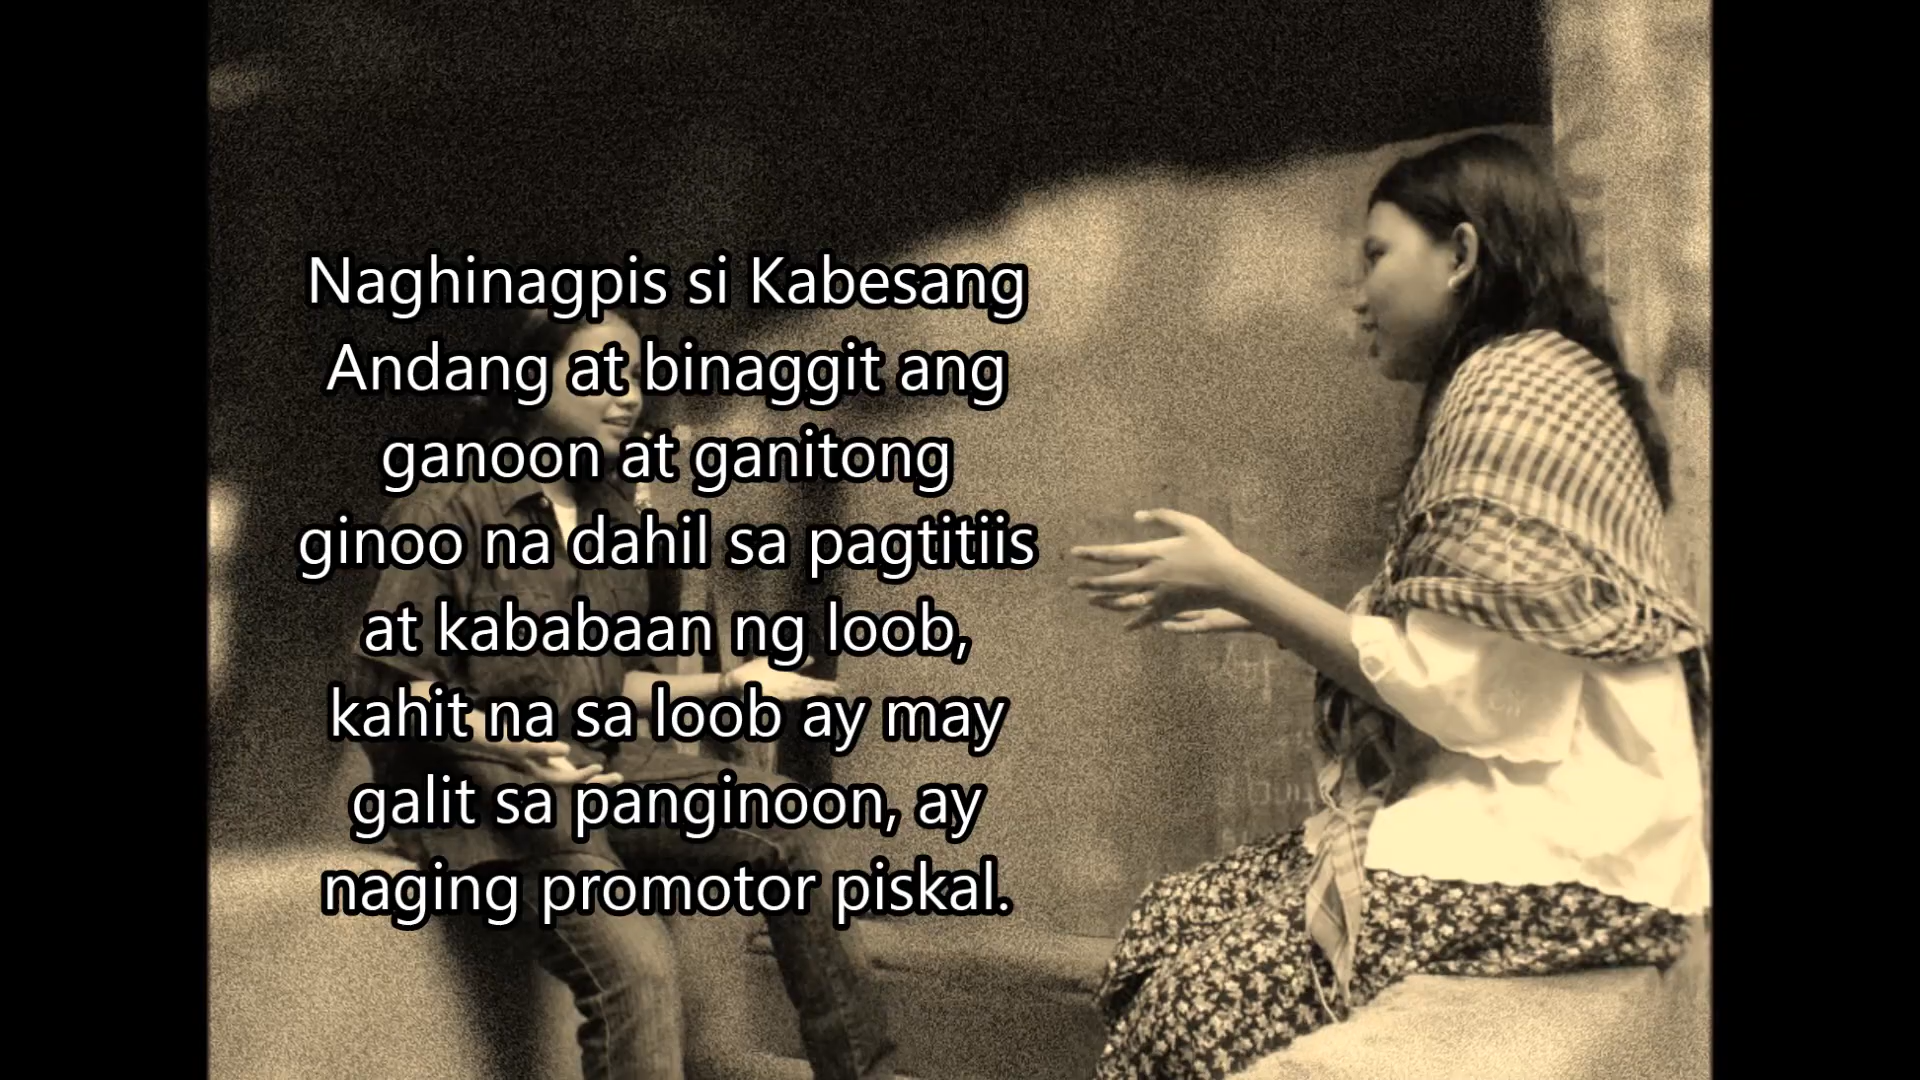 Naghinagpis si Kabesang
Andang at binaggit ang
ganoon at ganitong
ginoo na dahil sa pagtitiis
at kababaan ng loob,
kahit na sa loob ay may
galit sa panginoon, ay
naging promotor piskal.